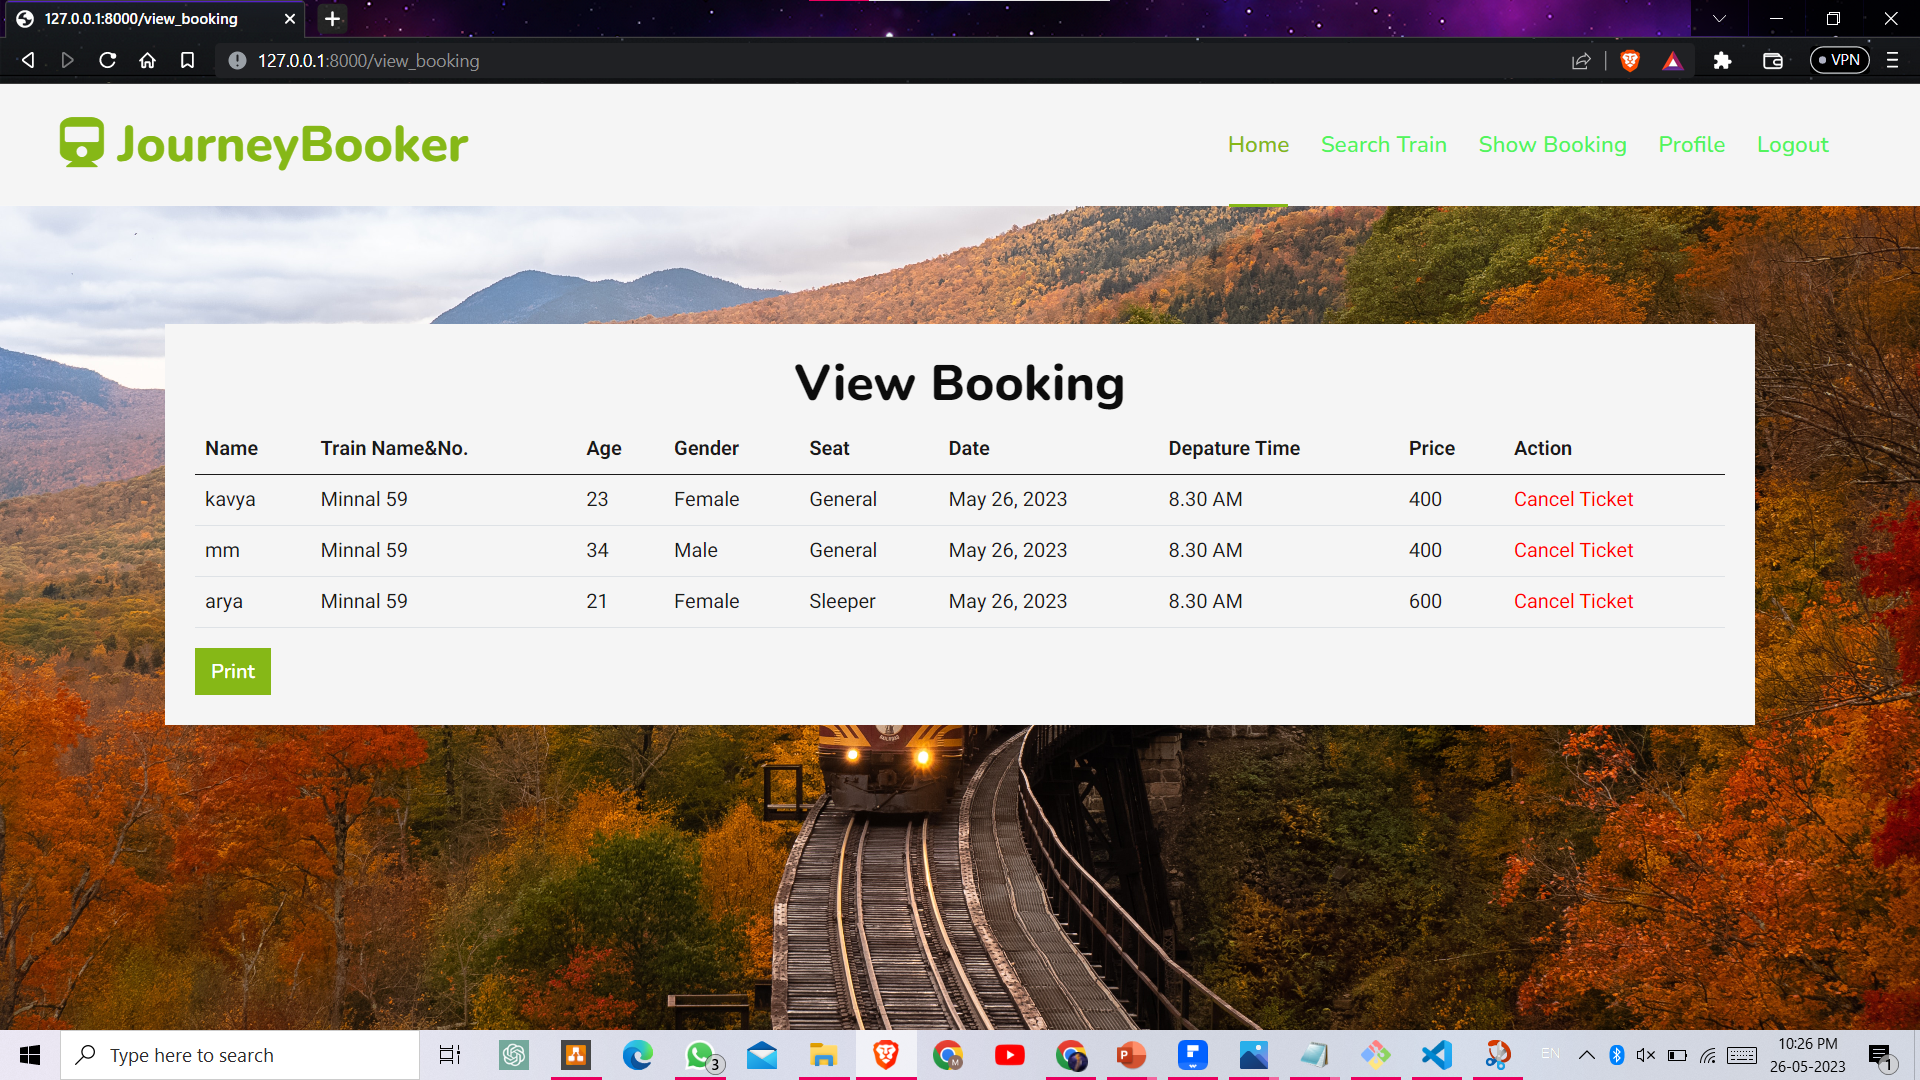 127.0.0.1:8000/view_booking
127.0.0.1:8000/view_booking
VPN
JourneyBooker
Home Search Train Show Booking Profile Logout
View Booking
Name Train Name&No. Age Gender Seat Date Depature Time Price Action
kavya Minnal 59 23 Female General May 26, 2023 8.30 AM 400 Cancel Ticket
mm Minnal 59 34 Male General May 26, 2023 8.30 AM 400 Cancel Ticket
arya Minnal 59 21 Female Sleeper May 26, 2023 8.30 AM 600 Cancel Ticket
Print
Type here to search
3
M
P
W
EN
10:26 PM
26-05-2023
1